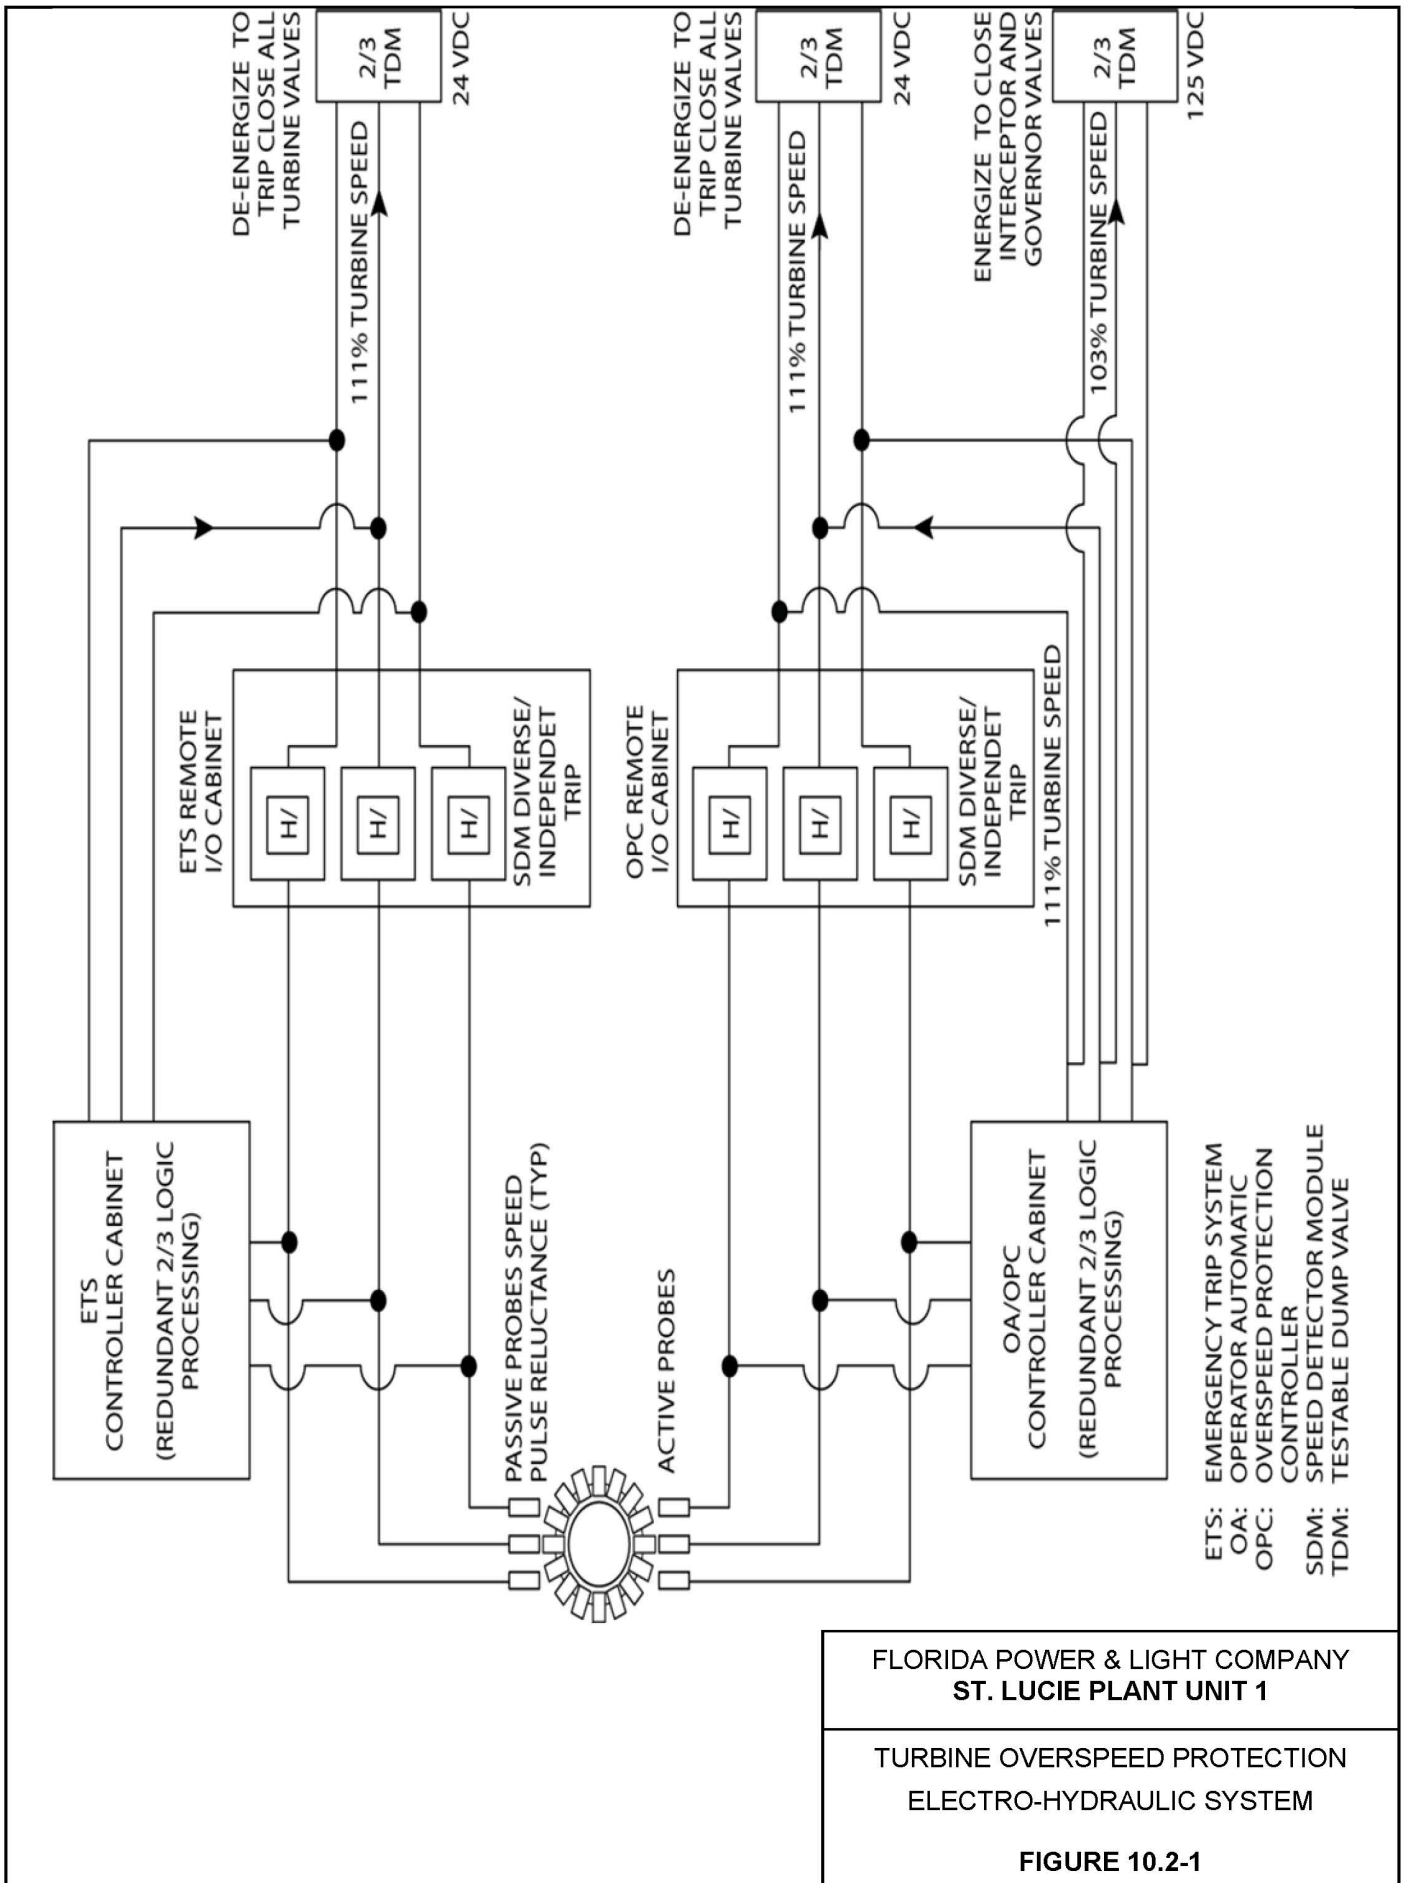 DE-ENERGIZE TO
TRIP CLOSE ALL
TURBINE VALVES
2/3
TDM
24 VDC
111% TURBINE SPEED
DE-ENERGIZE TO
TRIP CLOSE ALL
TURBINE VALVES
2/3
TDM
24 VDC
111% TURBINE SPEED
ENERGIZE TO CLOSE
INTERCEPTOR AND
GOVERNOR VALVES
2/3
TDM
125 VDC
103% TURBINE SPEED
ETS REMOTE
I/O CABINET
H/
H/
H/
SDM DIVERSE/
INDEPENDET
TRIP
OPC REMOTE
I/O CABINET
H/
H/
H/
SDM DIVERSE/
INDEPENDET
TRIP
111% TURBINE SPEED
ETS
CONTROLLER CABINET
(REDUNDANT 2/3 LOGIC
PROCESSING)
PASSIVE PROBES SPEED
PULSE RELUCTANCE (TYP)
ACTIVE PROBES
OA/OPC
CONTROLLER CABINET
(REDUNDANT 2/3 LOGIC
PROCESSING)
ETS: EMERGENCY TRIP SYSTEM
OA: OPERATOR AUTOMATIC
OPC: OVERSPEED PROTECTION
CONTROLLER
SDM: SPEED DETECTOR MODULE
TDM: TESTABLE DUMP VALVE
FLORIDA POWER & LIGHT COMPANY
ST. LUCIE PLANT UNIT 1
TURBINE OVERSPEED PROTECTION
ELECTRO-HYDRAULIC SYSTEM
FIGURE 10.2-1